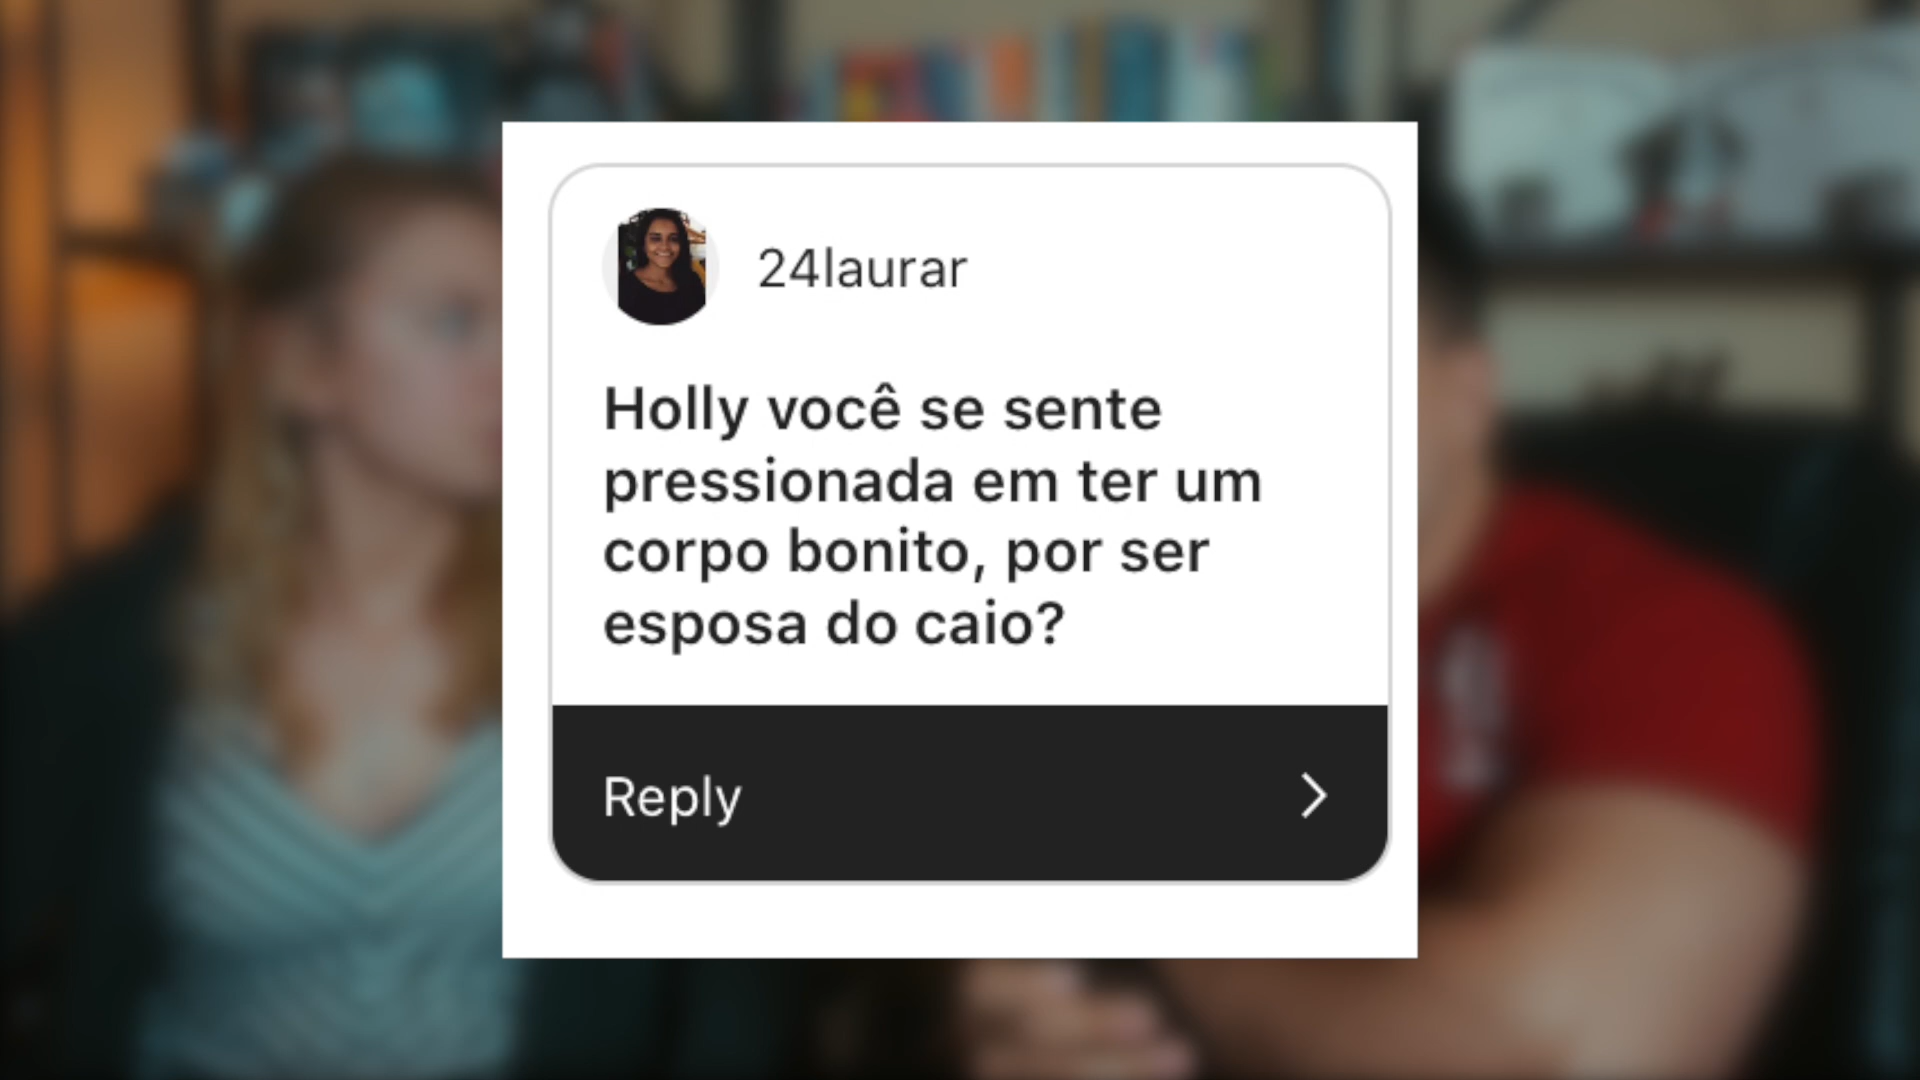 24laurar
Holly você se sente
pressionada em ter um
corpo bonito, por ser
esposa do caio?
Reply